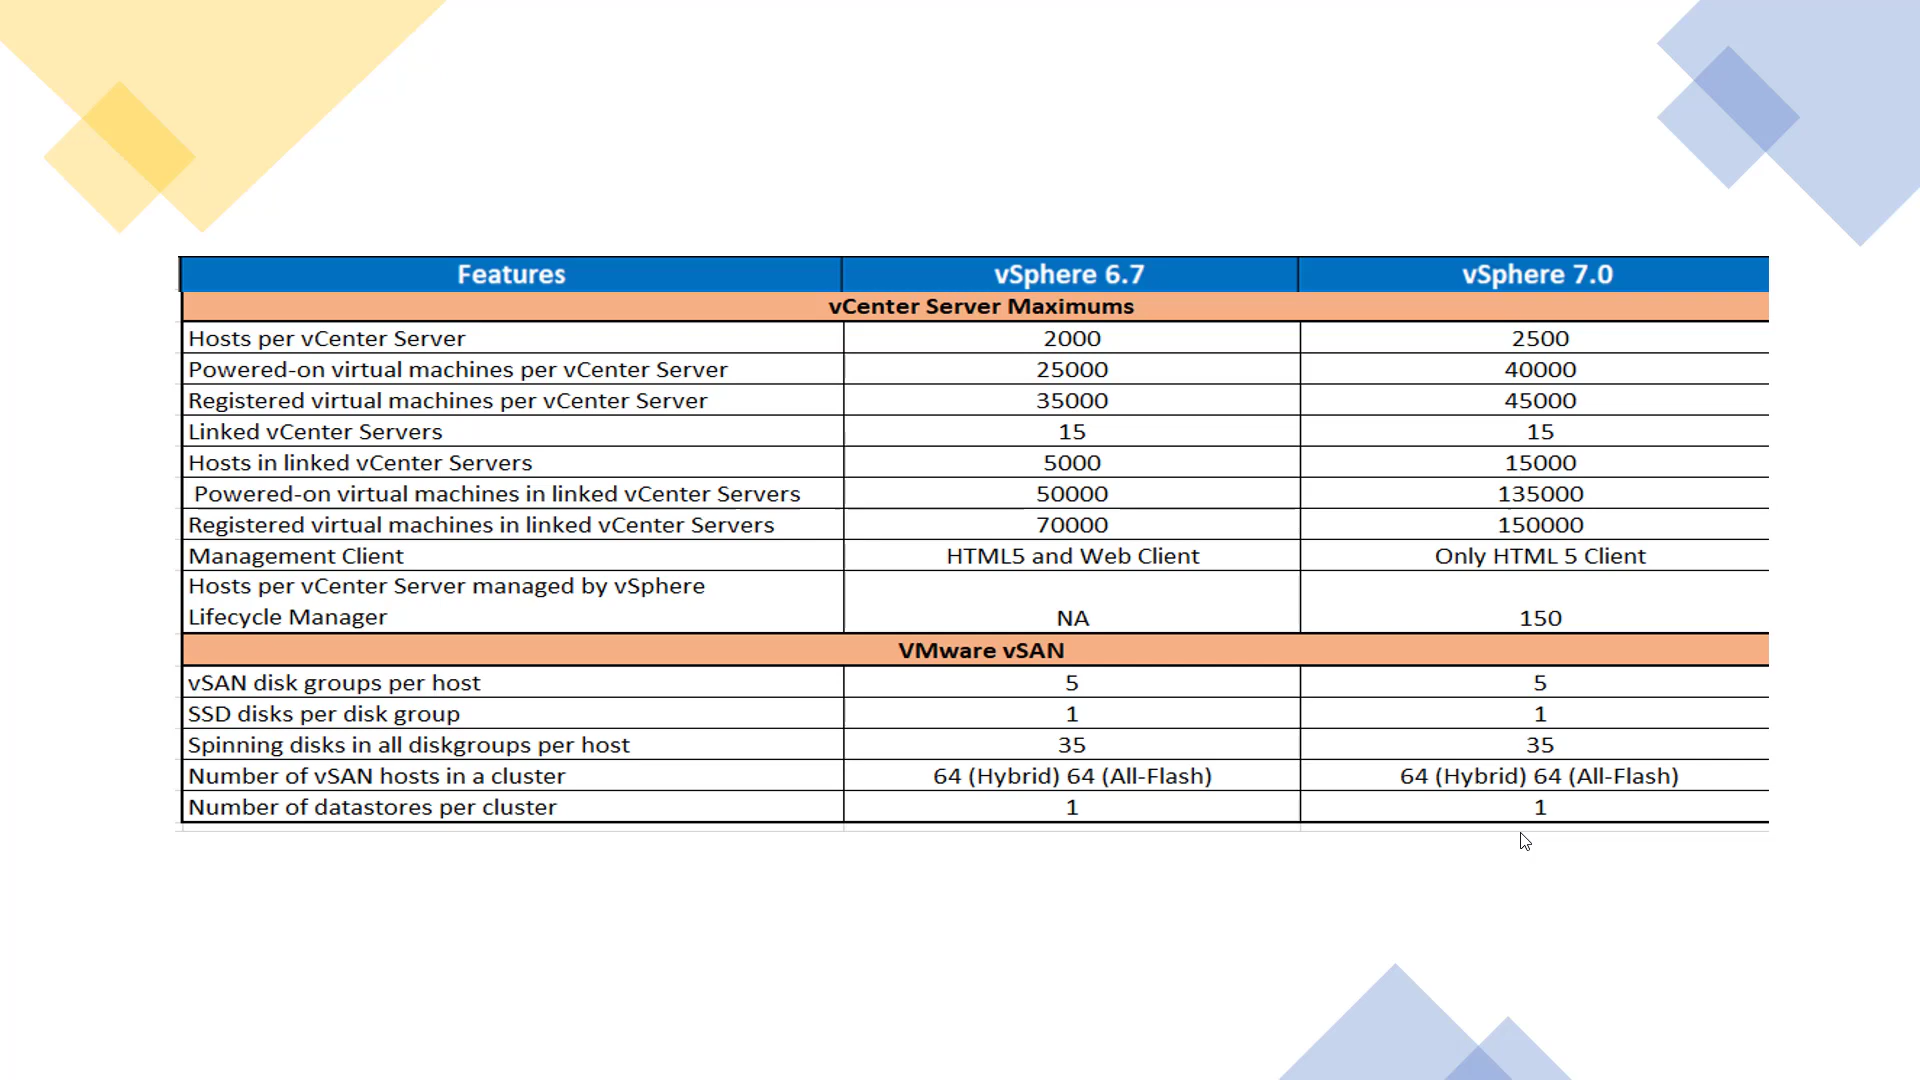 Features vSphere 6.7 vSphere 7.0
vCenter Server Maximums
Hosts per vCenter Server 2000 2500
Powered-on virtual machines per vCenter Server 25000 40000
Registered virtual machines per vCenter Server 35000 45000
Linked vCenter Servers 15 15
Hosts in linked vCenter Servers 5000 15000
Powered-on virtual machines in linked vCenter Servers 50000 135000
Registered virtual machines in linked vCenter Servers 70000 150000
Management Client HTML5 and Web Client Only HTML 5 Client
Hosts per vCenter Server managed by vSphere
Lifecycle Manager NA 150
VMware vSAN
vSAN disk groups per host 5 5
SSD disks per disk group 1 1
Spinning disks in all diskgroups per host 35 35
Number of vSAN hosts in a cluster 64 (Hybrid) 64 (All-Flash) 64 (Hybrid) 64 (All-Flash)
Number of datastores per cluster 1 1